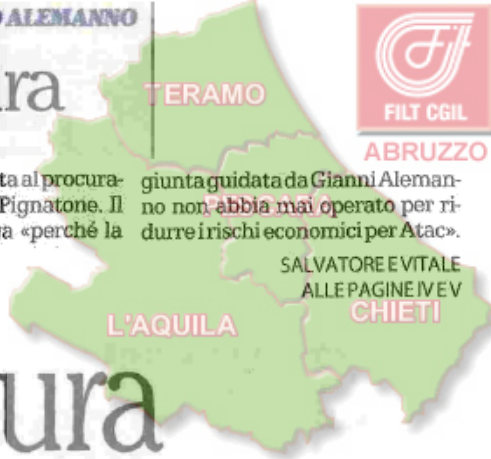 ALEMANNO
TERAMO
FILT CGIL
ABRUZZO
ta al procura-
Pignatone. Il
«perché la
giunta guidata da Gianni Aleman-
no non abbia mai operato per ri-
durre i rischi economici per Atac».
SALVATORE E VITALE
ALLE PAGINE IV E V
PESCARA
L'AQUILA
CHIETI
ura